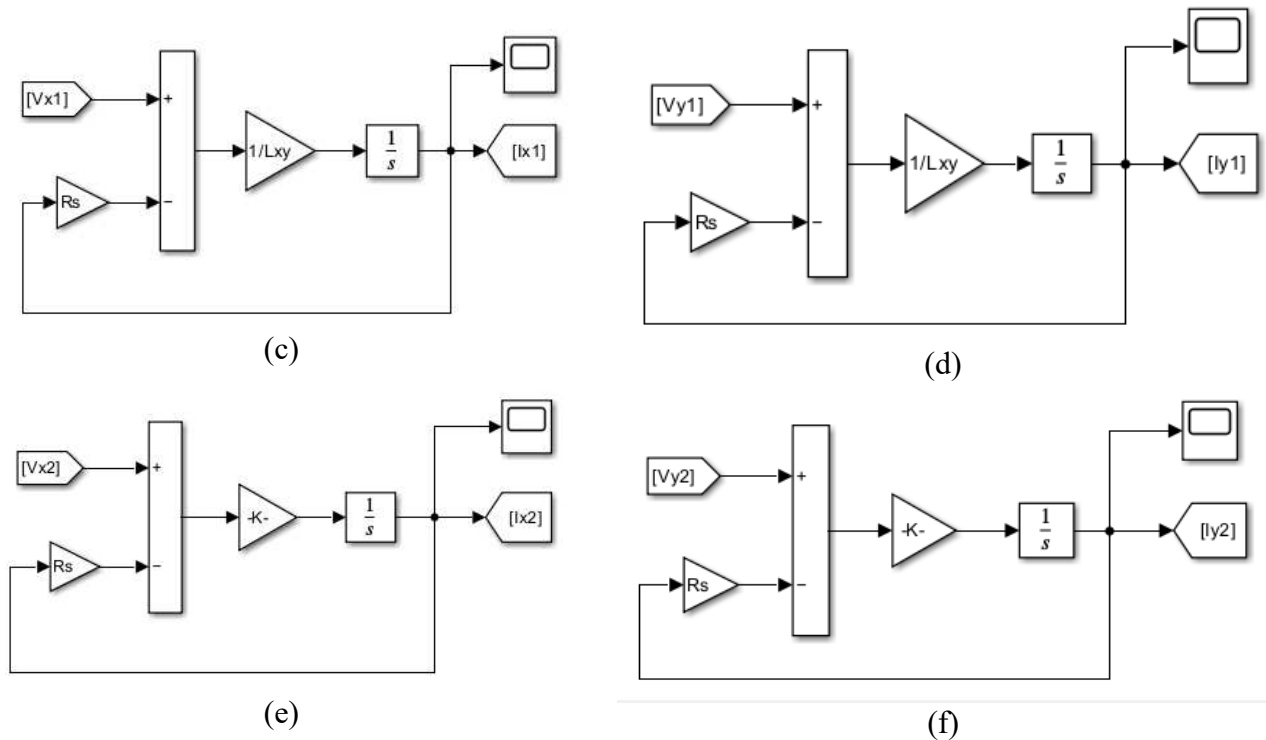 [Vx1]
+
1/Lxy
1
s
[Ix1]
Rs
−
(c)
[Vy1]
+
1/Lxy
1
s
[Iy1]
Rs
−
(d)
[Vx2]
+
-K-
1
s
[Ix2]
Rs
−
(e)
[Vy2]
+
-K-
1
s
[Iy2]
Rs
−
(f)